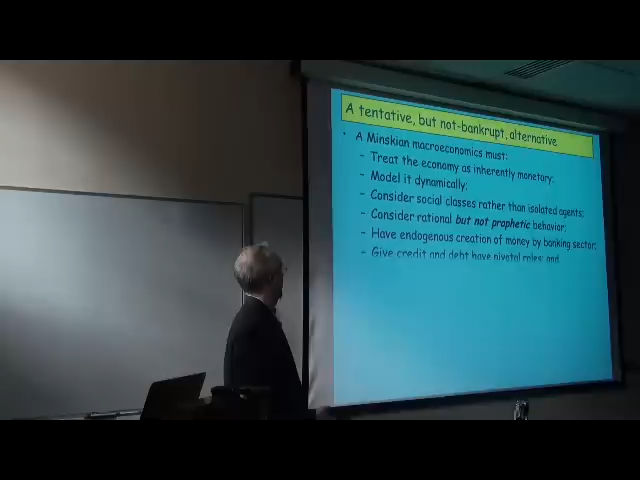 A tentative, but not-bankrupt, alternative
• A Minskian macroeconomics must:
– Treat the economy as inherently monetary;
– Model it dynamically;
– Consider social classes rather than isolated agents;
– Consider rational but not prophetic behavior;
– Have endogenous creation of money by banking sector;
– Give credit and debt have pivotal roles; and